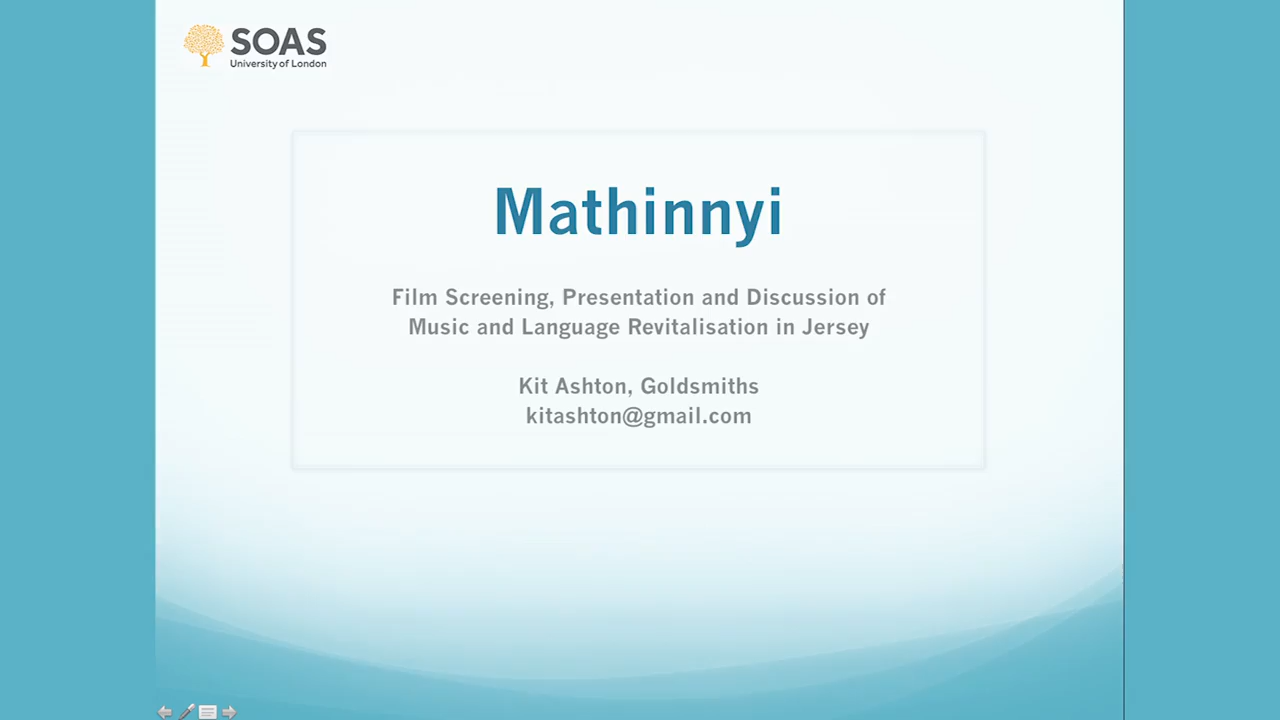 SOAS
University of London
Mathinnyi
Film Screening, Presentation and Discussion of
Music and Language Revitalisation in Jersey
Kit Ashton, Goldsmiths
kitashton@gmail.com